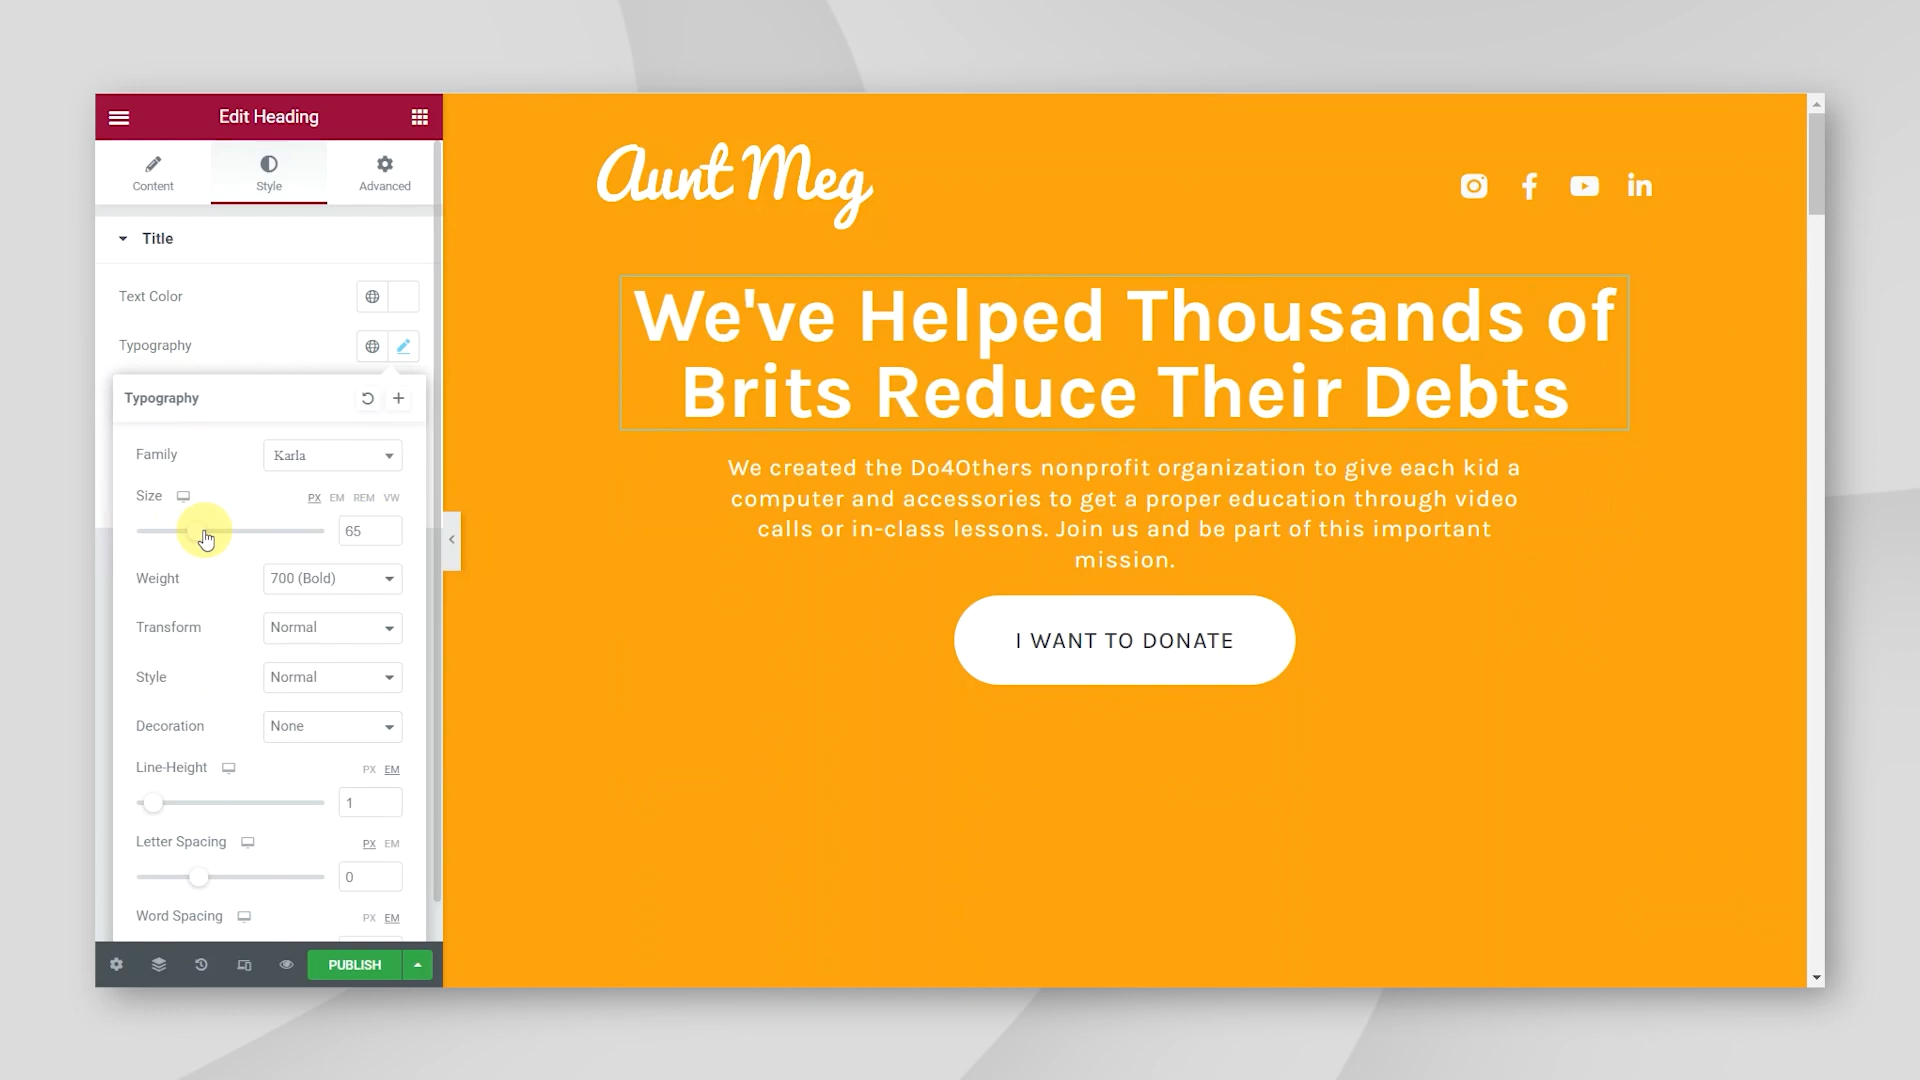 Edit Heading
Content
Style
Advanced
Title
Text Color
Typography
Typography
Family
Karla
Size
PX EM REM VW
65
Weight
700 (Bold)
Transform
Normal
Style
Normal
Decoration
None
Line-Height
PX EM
1
Letter Spacing
PX EM
0
Word Spacing
PX EM
PUBLISH
Aunt Meg
We've Helped Thousands of
Brits Reduce Their Debts
We created the Do4Others nonprofit organization to give each kid a
computer and accessories to get a proper education through video
calls or in-class lessons. Join us and be part of this important
mission.
I WANT TO DONATE